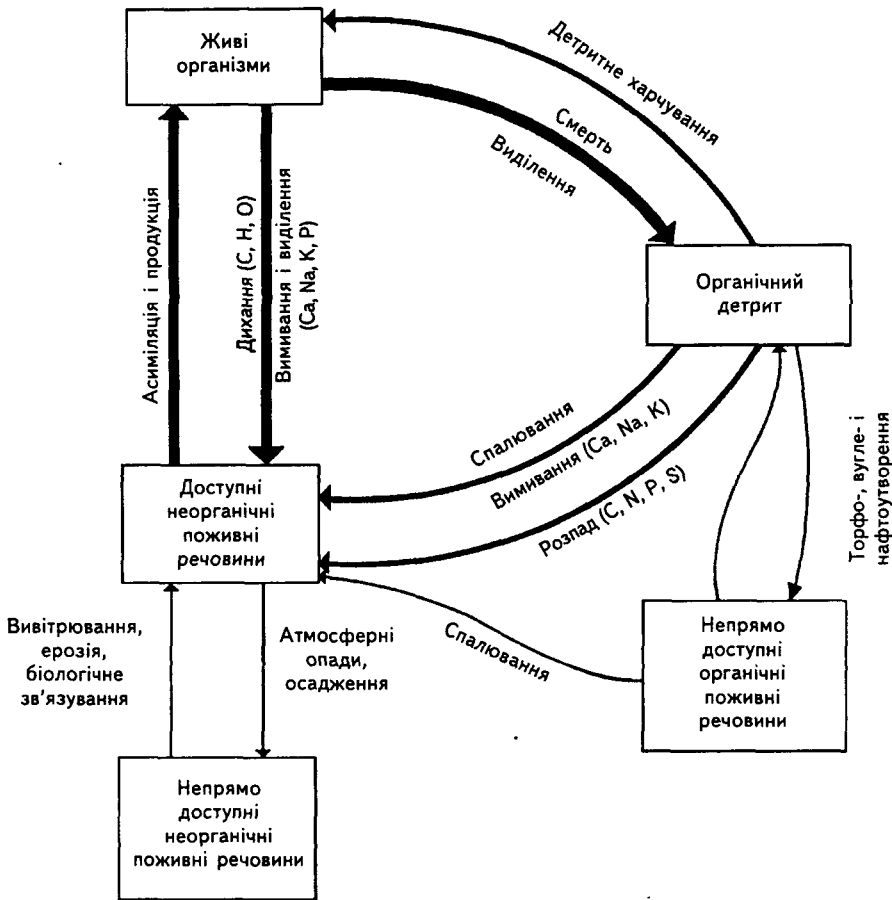 Живі
організми
Детритне харчування
Смерть
Виділення
Асиміляція і продукція
Дихання (C, H, O)
Вимивання і виділення
(Ca, Na, K, P)
Органічний
детрит
Спалювання
Вимивання (Ca, Na, K)
Розпад (C, N, P, S)
Торфо-, вугле- і
нафтоутворення
Доступні
неорганічні
поживні
речовини
Вивітрювання,
ерозія,
біологічне
зв'язування
Атмосферні
опади,
осадження
Спалювання
Непрямо
доступні
органічні
поживні
речовини
Непрямо
доступні
неорганічні
поживні речовини